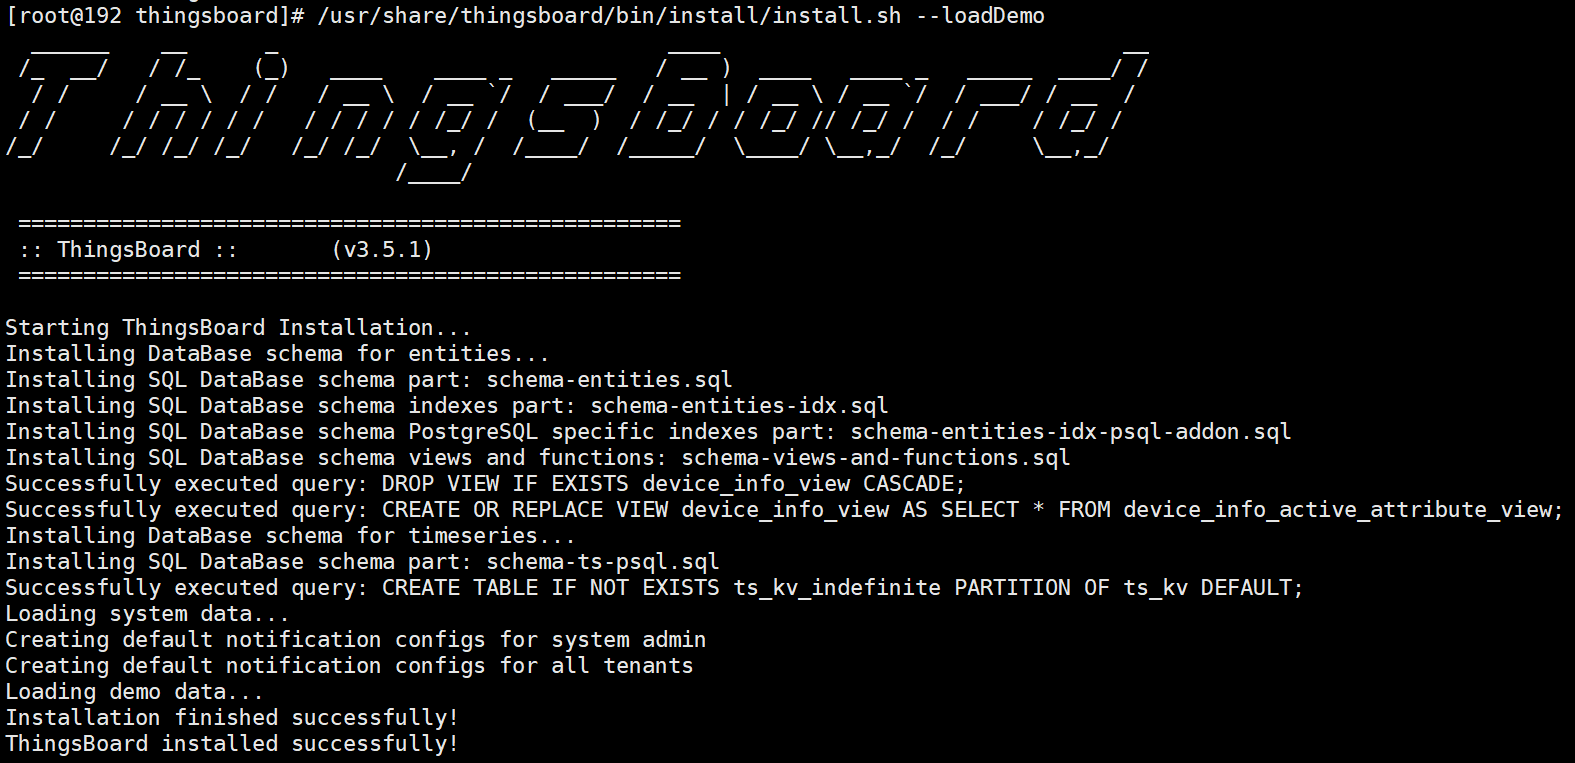 [root@192 thingsboard]# /usr/share/thingsboard/bin/install/install.sh --loadDemo
ThingsBoard
===================================================
:: ThingsBoard ::       (v3.5.1)
===================================================
Starting ThingsBoard Installation...
Installing DataBase schema for entities...
Installing SQL DataBase schema part: schema-entities.sql
Installing SQL DataBase schema indexes part: schema-entities-idx.sql
Installing SQL DataBase schema PostgreSQL specific indexes part: schema-entities-idx-psql-addon.sql
Installing SQL DataBase schema views and functions: schema-views-and-functions.sql
Successfully executed query: DROP VIEW IF EXISTS device_info_view CASCADE;
Successfully executed query: CREATE OR REPLACE VIEW device_info_view AS SELECT * FROM device_info_active_attribute_view;
Installing DataBase schema for timeseries...
Installing SQL DataBase schema part: schema-ts-psql.sql
Successfully executed query: CREATE TABLE IF NOT EXISTS ts_kv_indefinite PARTITION OF ts_kv DEFAULT;
Loading system data...
Creating default notification configs for system admin
Creating default notification configs for all tenants
Loading demo data...
Installation finished successfully!
ThingsBoard installed successfully!